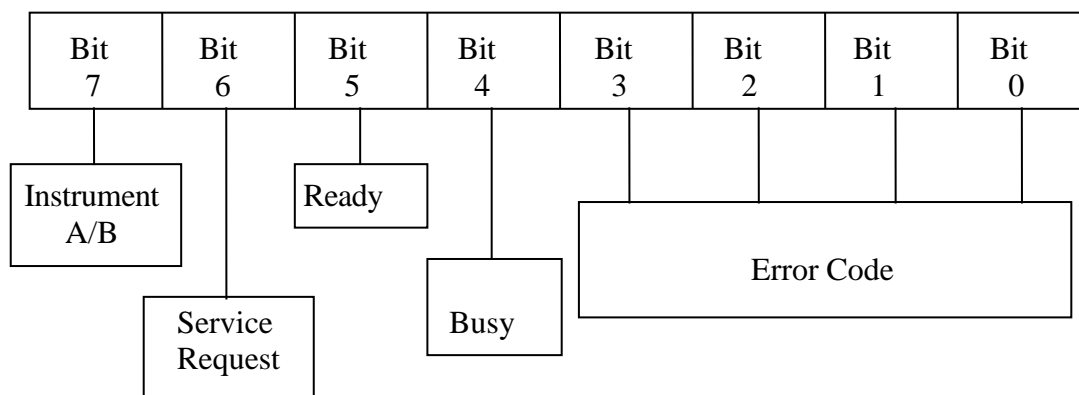 Bit Bit Bit Bit Bit Bit Bit Bit
7 6 5 4 3 2 1 0
Instrument
A/B
Ready
Error Code
Service
Request
Busy